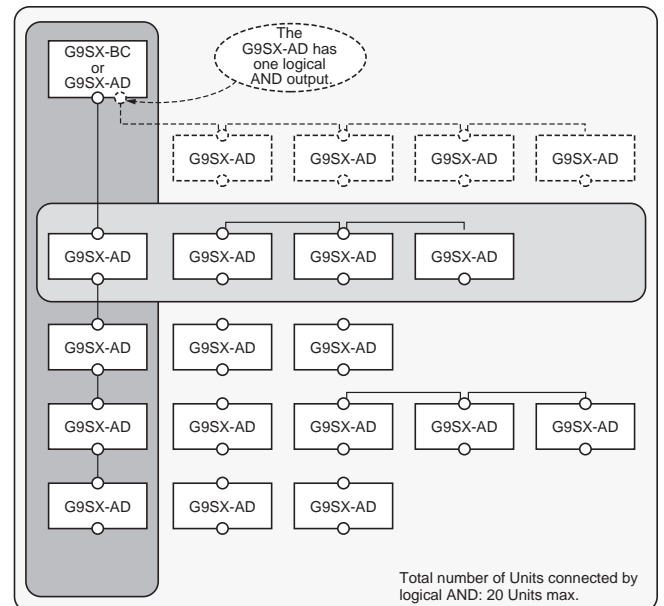 G9SX-BC
or
G9SX-AD
The
G9SX-AD has
one logical
AND output.
G9SX-AD G9SX-AD G9SX-AD G9SX-AD
G9SX-AD G9SX-AD G9SX-AD G9SX-AD
G9SX-AD G9SX-AD G9SX-AD
G9SX-AD G9SX-AD G9SX-AD G9SX-AD G9SX-AD
G9SX-AD G9SX-AD G9SX-AD
Total number of Units connected by
logical AND: 20 Units max.